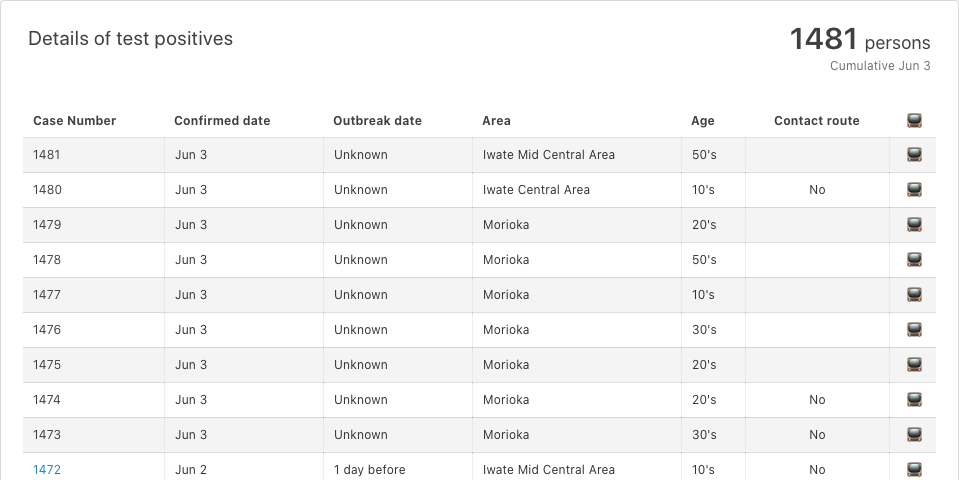 Details of test positives
1481 persons
Cumulative Jun 3
Case Number Confirmed date Outbreak date Area Age Contact route
1481 Jun 3 Unknown Iwate Mid Central Area 50's
1480 Jun 3 Unknown Iwate Central Area 10's No
1479 Jun 3 Unknown Morioka 20's
1478 Jun 3 Unknown Morioka 50's
1477 Jun 3 Unknown Morioka 10's
1476 Jun 3 Unknown Morioka 30's
1475 Jun 3 Unknown Morioka 20's
1474 Jun 3 Unknown Morioka 20's No
1473 Jun 3 Unknown Morioka 30's No
1472 Jun 2 1 day before Iwate Mid Central Area 10's No